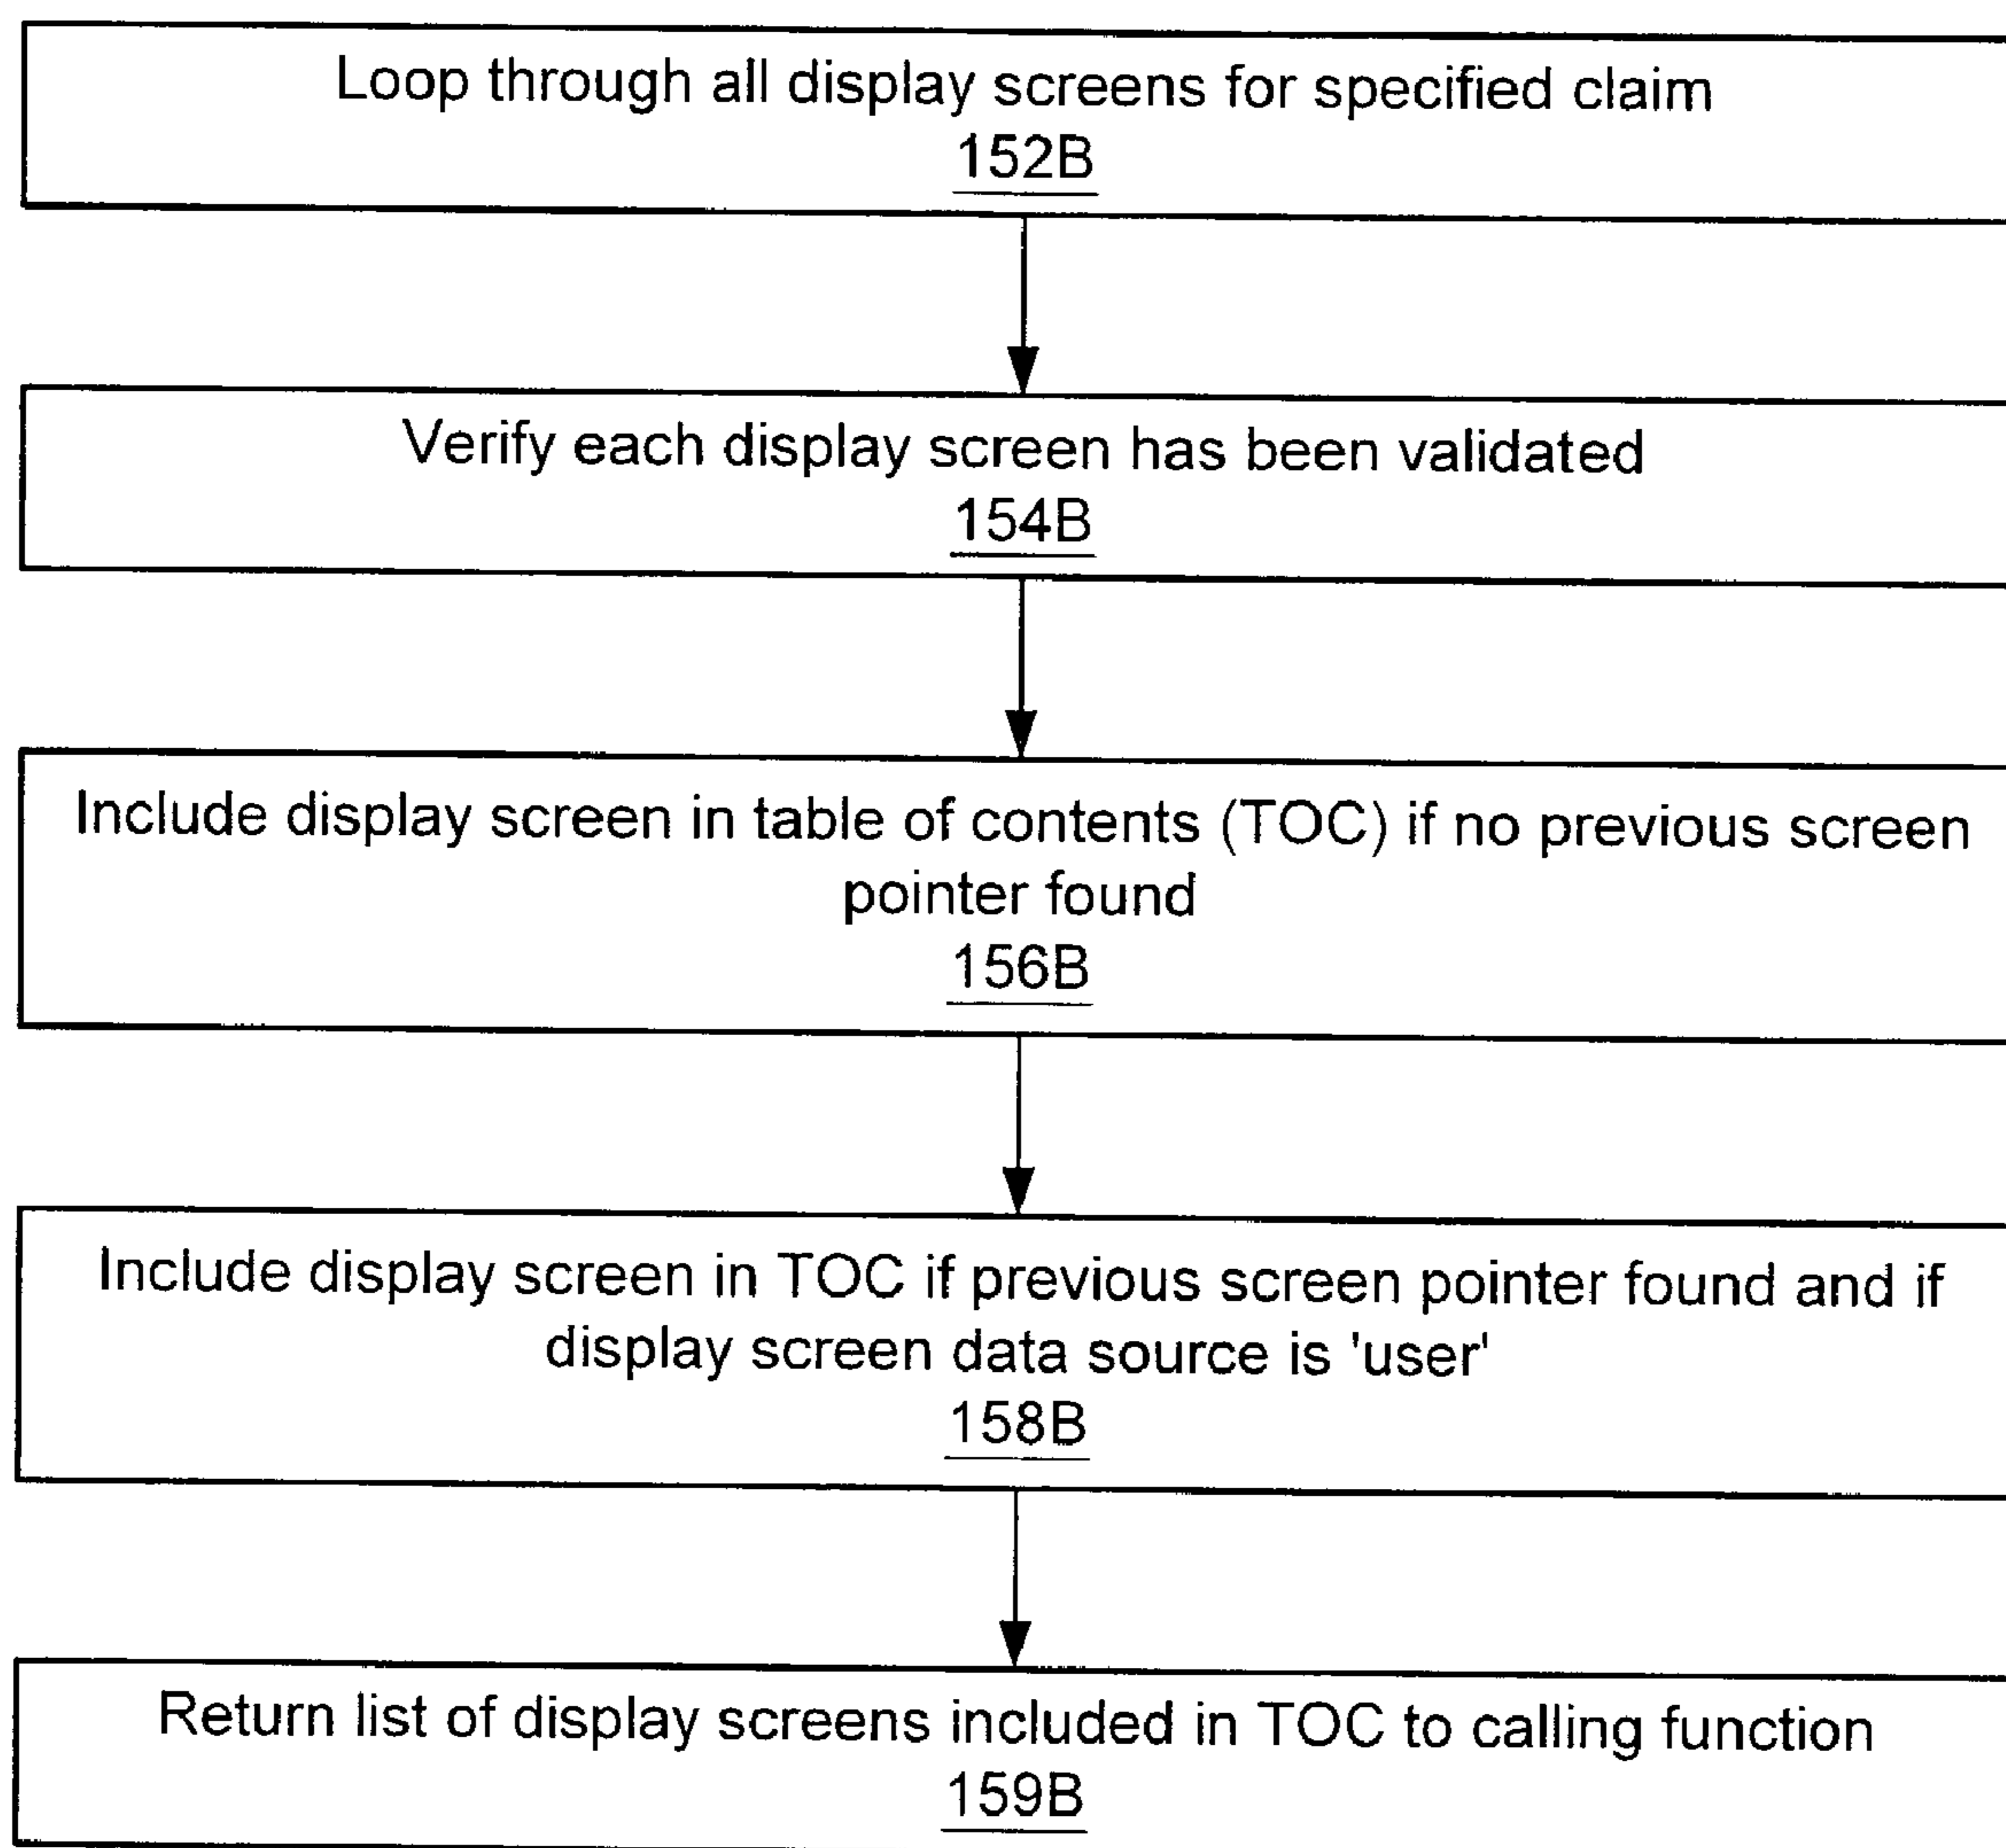 Loop through all display screens for specified claim
152B
Verify each display screen has been validated
154B
Include display screen in table of contents (TOC) if no previous screen
pointer found
156B
Include display screen in TOC if previous screen pointer found and if
display screen data source is 'user'
158B
Return list of display screens included in TOC to calling function
159B